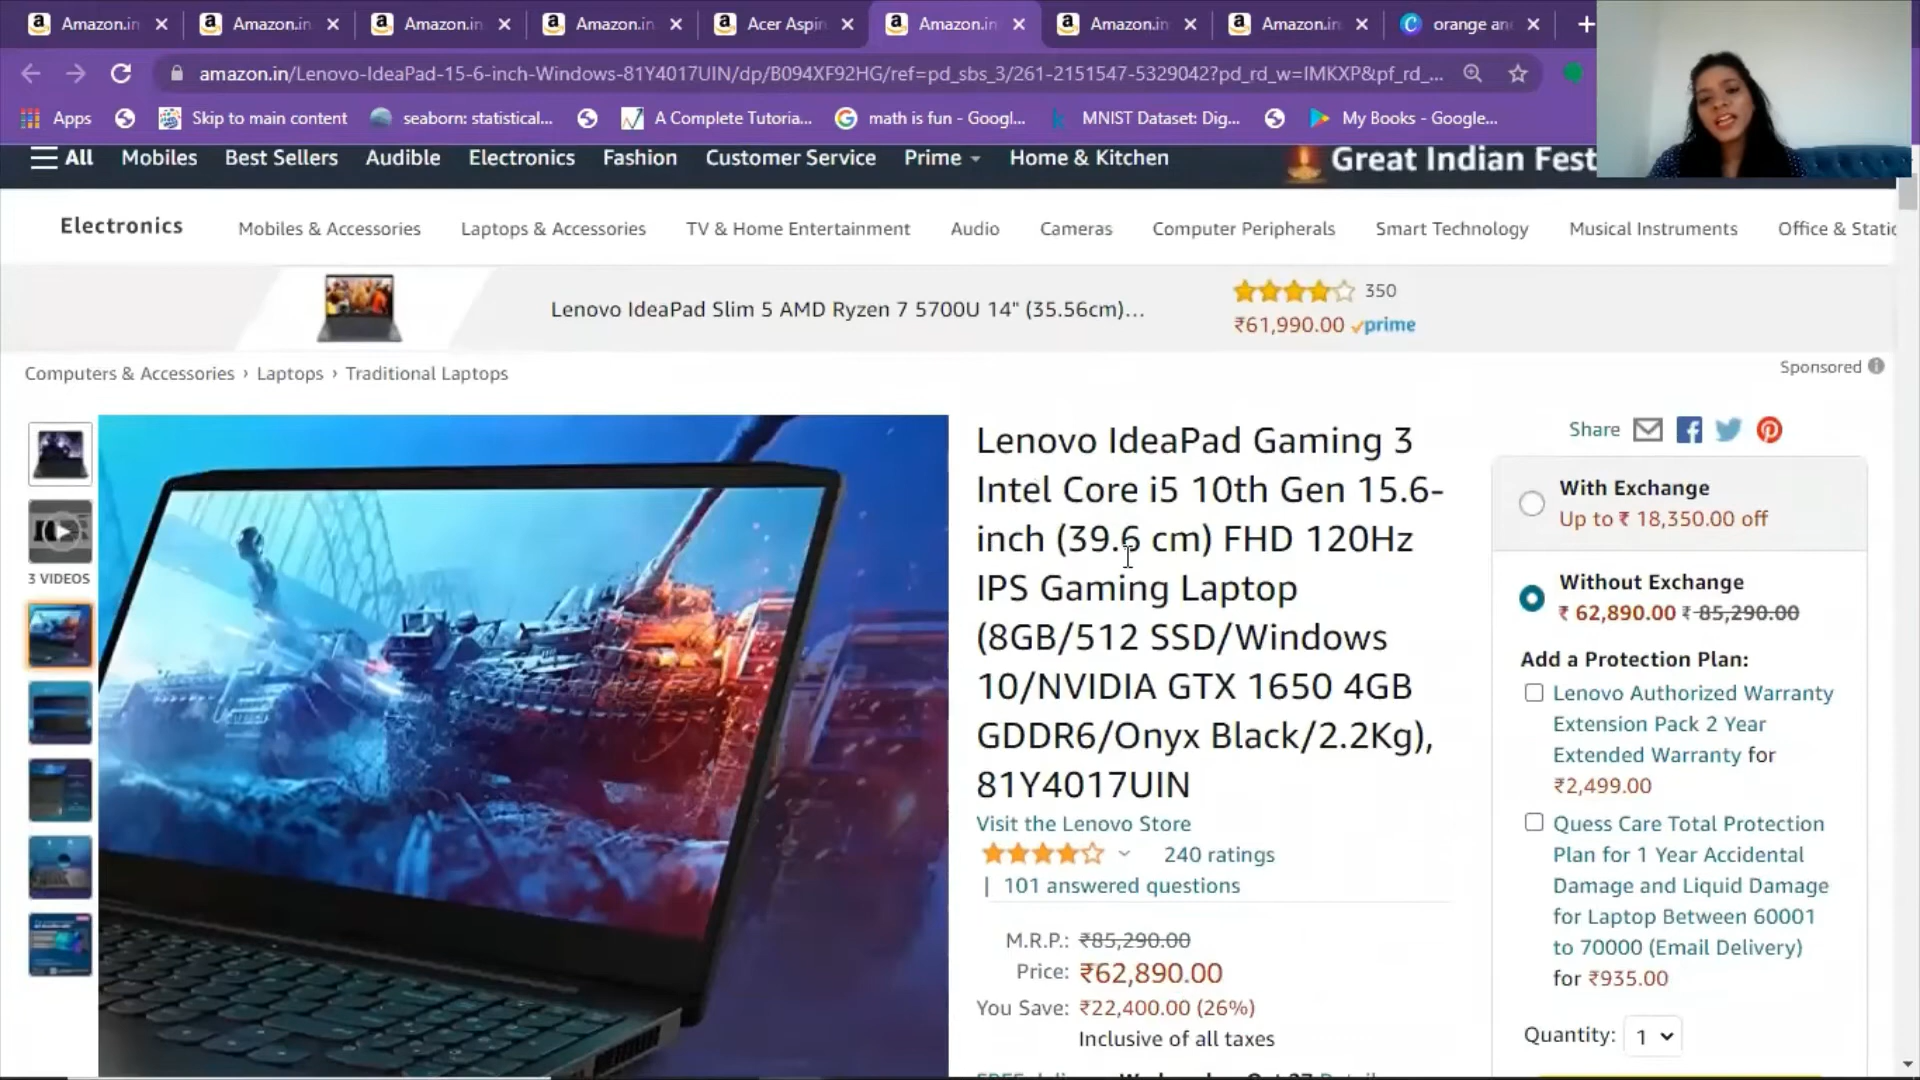 Amazon.in
Amazon.in
Amazon.in
Amazon.in
Acer Aspir
Amazon.in
Amazon.in
Amazon.in
orange an
amazon.in/Lenovo-IdeaPad-15-6-inch-Windows-81Y4017UIN/dp/B094XF92HG/ref=pd_sbs_3/261-2151547-5329042?pd_rd_w=IMKXP&pf_rd_...
Apps
Skip to main content
seaborn: statistical...
A Complete Tutoria...
math is fun - Googl...
MNIST Dataset: Dig...
My Books - Google...
All Mobiles Best Sellers Audible Electronics Fashion Customer Service Prime Home & Kitchen
Great Indian Fest
Electronics Mobiles & Accessories Laptops & Accessories TV & Home Entertainment Audio Cameras Computer Peripherals Smart Technology Musical Instruments Office & Static
Lenovo IdeaPad Slim 5 AMD Ryzen 7 5700U 14" (35.56cm)...
350
₹61,990.00 prime
Computers & Accessories › Laptops › Traditional Laptops
Sponsored
3 VIDEOS
Lenovo IdeaPad Gaming 3
Intel Core i5 10th Gen 15.6-
inch (39.6 cm) FHD 120Hz
IPS Gaming Laptop
(8GB/512 SSD/Windows
10/NVIDIA GTX 1650 4GB
GDDR6/Onyx Black/2.2Kg),
81Y4017UIN
Visit the Lenovo Store
240 ratings
| 101 answered questions
M.R.P.: ₹85,290.00
Price: ₹62,890.00
You Save: ₹22,400.00 (26%)
Inclusive of all taxes
Share
With Exchange
Up to ₹ 18,350.00 off
Without Exchange
₹ 62,890.00 ₹ 85,290.00
Add a Protection Plan:
Lenovo Authorized Warranty
Extension Pack 2 Year
Extended Warranty for
₹2,499.00
Quess Care Total Protection
Plan for 1 Year Accidental
Damage and Liquid Damage
for Laptop Between 60001
to 70000 (Email Delivery)
for ₹935.00
Quantity: 1